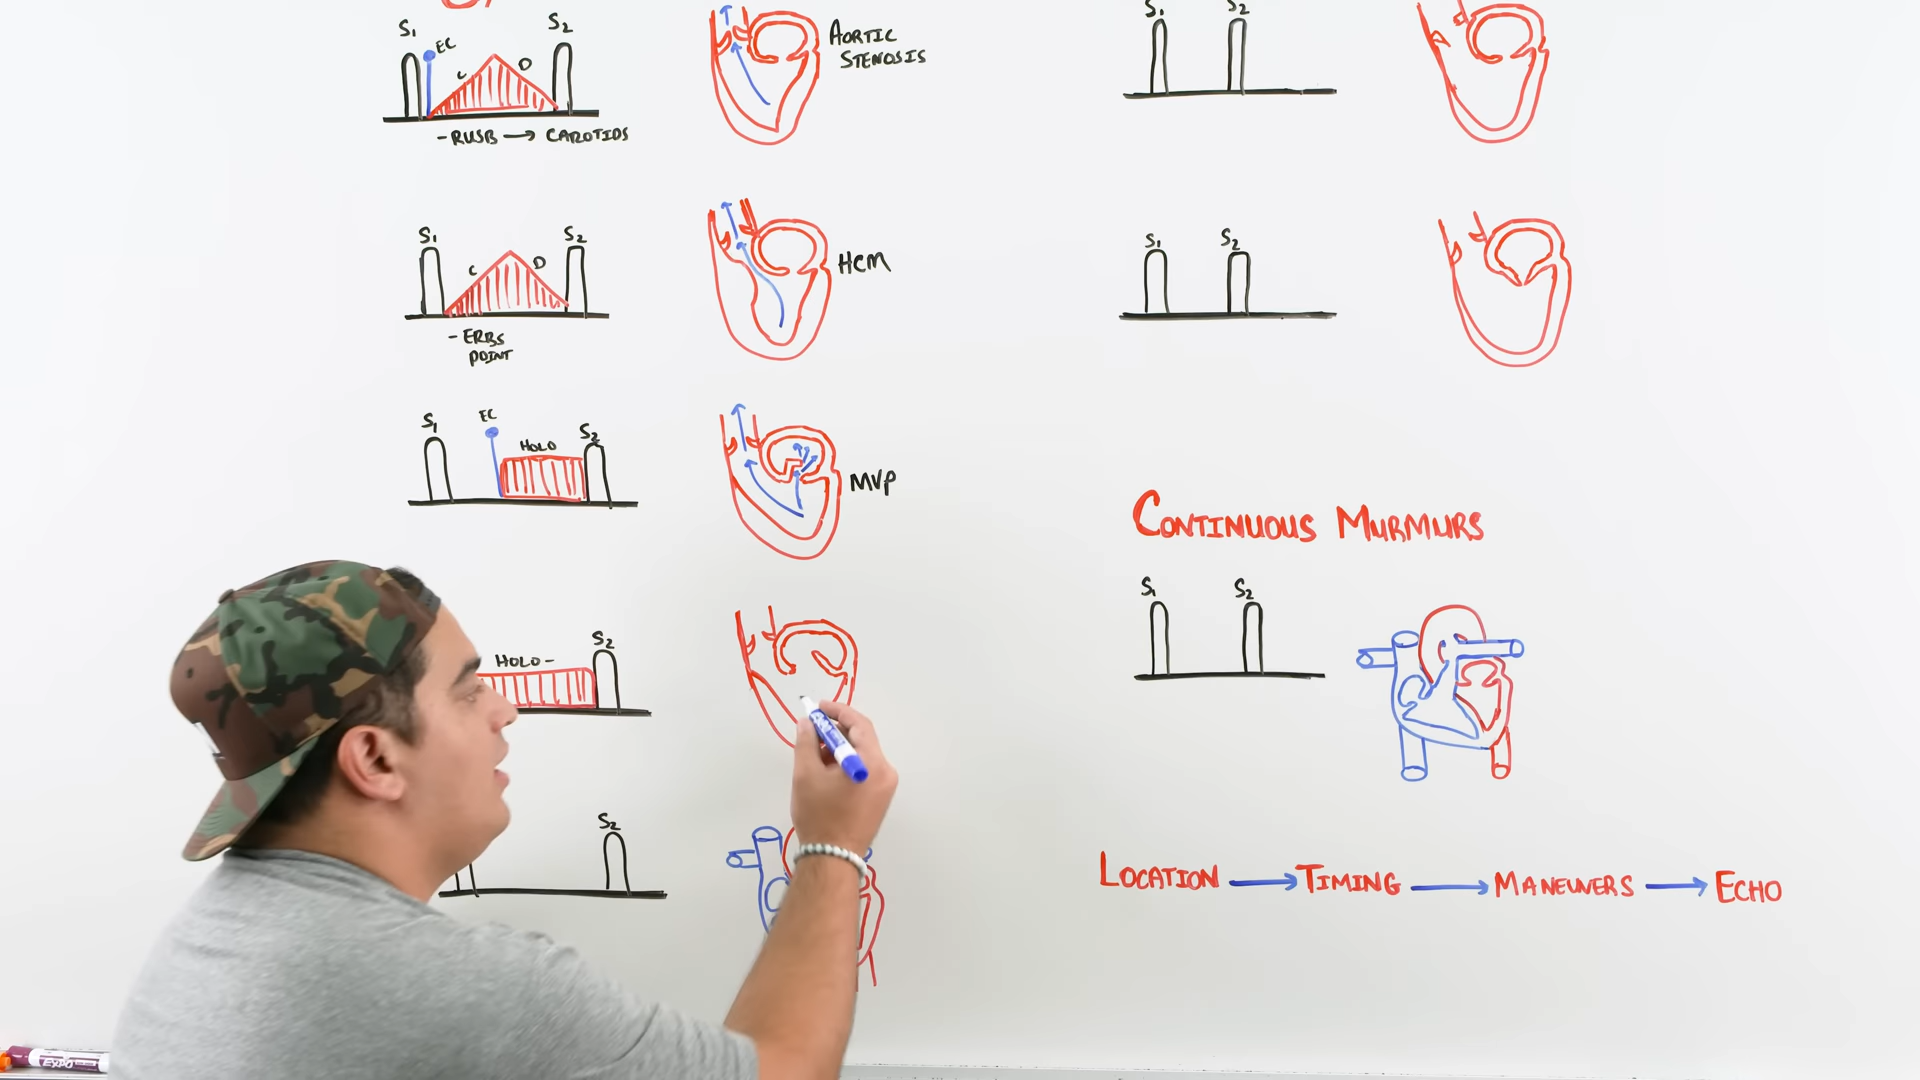 S₁
EC
C
D
S₂
-RUSB → CAROTIDS
AORTIC
STENOSIS
S₁
C
D
S₂
- ERBS
POINT
HCM
S₁
EC
HOLO
S₂
MVP
HOLO-
S₂
S₂
S₁
S₂
S₁
S₂
CONTINUOUS MURMURS
S₁
S₂
LOCATION → TIMING → MANEUVERS → ECHO
EXPO